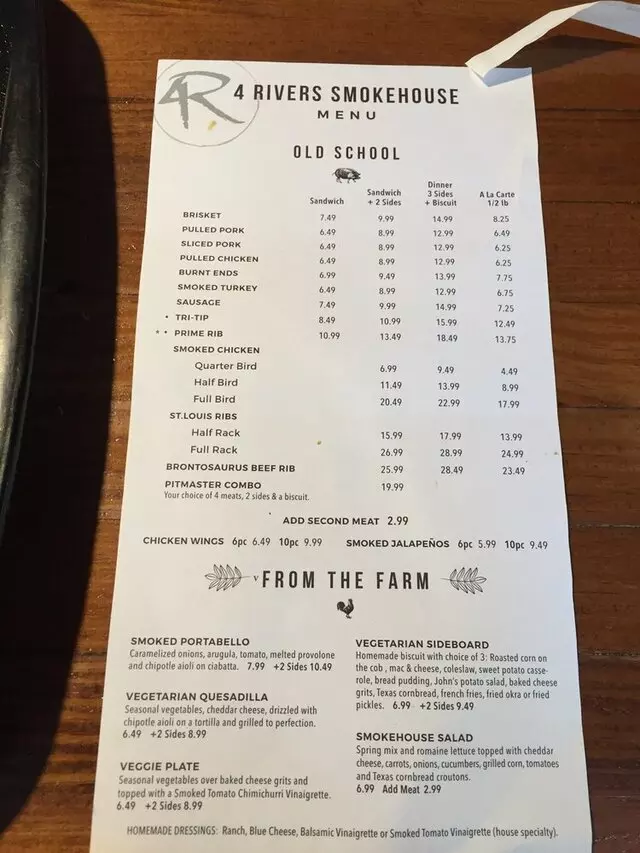 4R 4 RIVERS SMOKEHOUSE
MENU
OLD SCHOOL
Sandwich Sandwich + 2 Sides Dinner 3 Sides + Biscuit A La Carte 1/2 lb
BRISKET 7.49 9.99 14.99 8.25
PULLED PORK 6.49 8.99 12.99 6.49
SLICED PORK 6.49 8.99 12.99 6.25
PULLED CHICKEN 6.49 8.99 12.99 6.25
BURNT ENDS 6.99 9.49 13.99 7.75
SMOKED TURKEY 6.49 8.99 12.99 6.75
SAUSAGE 7.49 9.99 14.99 7.25
• TRI-TIP 8.49 10.99 15.99 12.49
* • PRIME RIB 10.99 13.49 18.49 13.75
SMOKED CHICKEN
Quarter Bird 6.99 9.49 4.49
Half Bird 11.49 13.99 8.99
Full Bird 20.49 22.99 17.99
ST.LOUIS RIBS
Half Rack 15.99 17.99 13.99
Full Rack 26.99 28.99 24.99
BRONTOSAURUS BEEF RIB 25.99 28.49 23.49
PITMASTER COMBO 19.99
Your choice of 4 meats, 2 sides & a biscuit.
ADD SECOND MEAT 2.99
CHICKEN WINGS 6pc 6.49 10pc 9.99 SMOKED JALAPEÑOS 6pc 5.99 10pc 9.49
v FROM THE FARM
SMOKED PORTABELLO
Caramelized onions, arugula, tomato, melted provolone
and chipotle aioli on ciabatta. 7.99 +2 Sides 10.49
VEGETARIAN QUESADILLA
Seasonal vegetables, cheddar cheese, drizzled with
chipotle aioli on a tortilla and grilled to perfection.
6.49 +2 Sides 8.99
VEGGIE PLATE
Seasonal vegetables over baked cheese grits and
topped with a Smoked Tomato Chimichurri Vinaigrette.
6.49 +2 Sides 8.99
VEGETARIAN SIDEBOARD
Homemade biscuit with choice of 3: Roasted corn on
the cob , mac & cheese, coleslaw, sweet potato casse-
role, bread pudding, John's potato salad, baked cheese
grits, Texas cornbread, french fries, fried okra or fried
pickles. 6.99 +2 Sides 9.49
SMOKEHOUSE SALAD
Spring mix and romaine lettuce topped with cheddar
cheese, carrots, onions, cucumbers, grilled corn, tomatoes
and Texas cornbread croutons.
6.99 Add Meat 2.99
HOMEMADE DRESSINGS: Ranch, Blue Cheese, Balsamic Vinaigrette or Smoked Tomato Vinaigrette (house specialty).